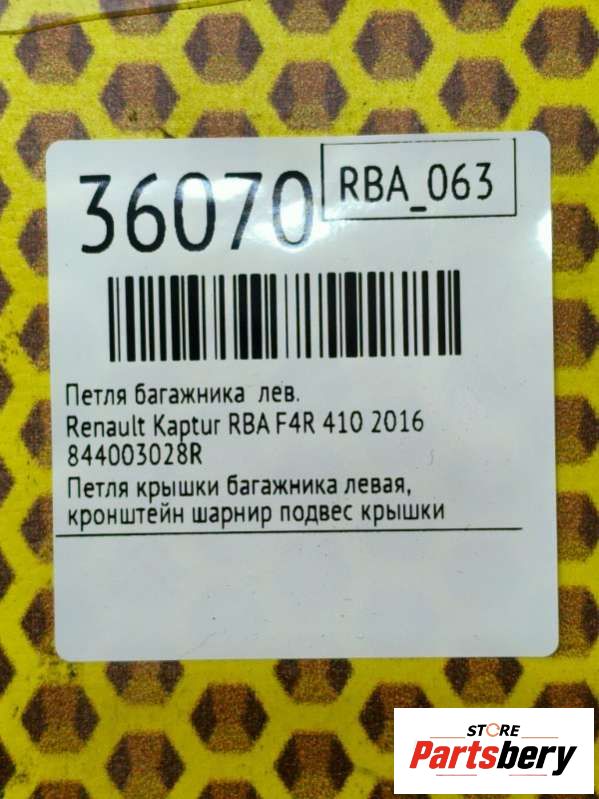 36070
RBA_063
Петля багажника лев.
Renault Kaptur RBA F4R 410 2016
844003028R
Петля крышки багажника левая,
кронштейн шарнир подвес крышки
STORE
Partsbery